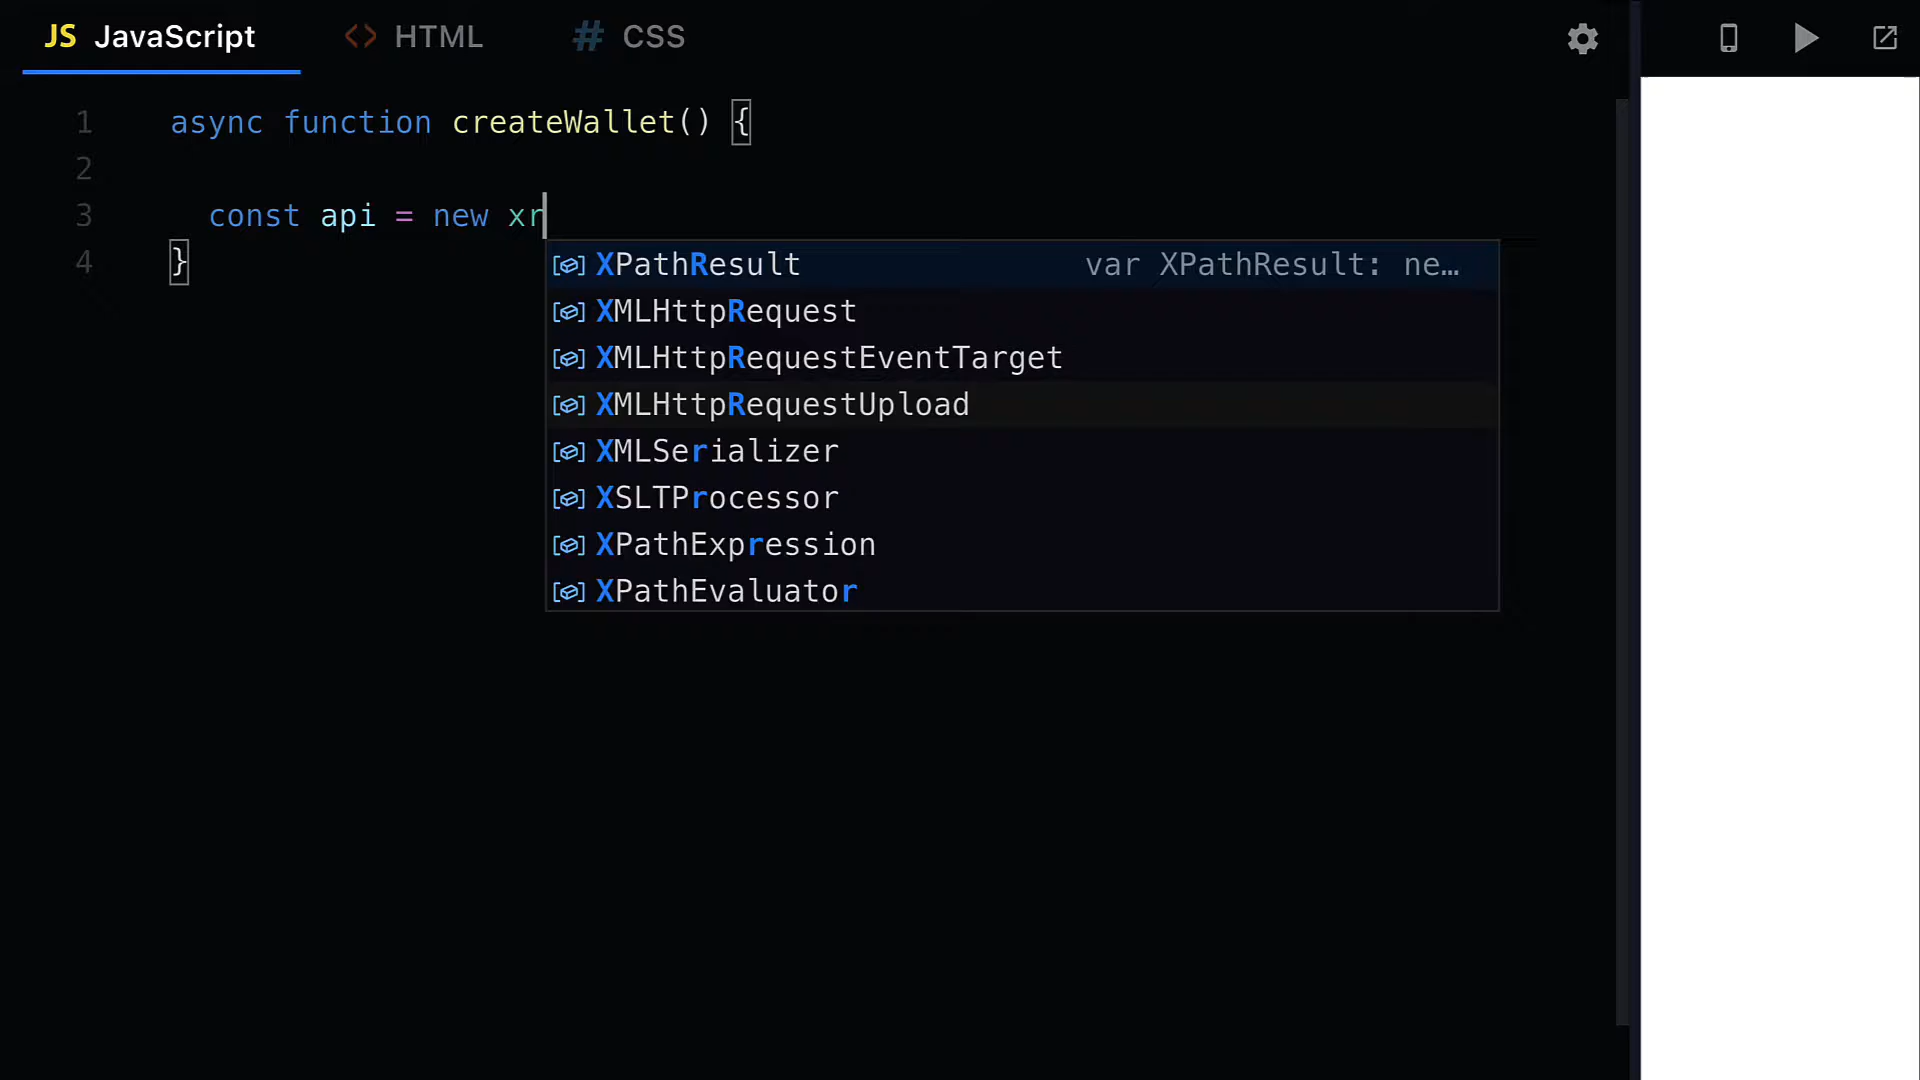 JS JavaScript <> HTML # CSS
1 async function createWallet() {
2
3 const api = new xr
4 }
XPathResult var XPathResult: ne…
XMLHttpRequest
XMLHttpRequestEventTarget
XMLHttpRequestUpload
XMLSerializer
XSLTProcessor
XPathExpression
XPathEvaluator